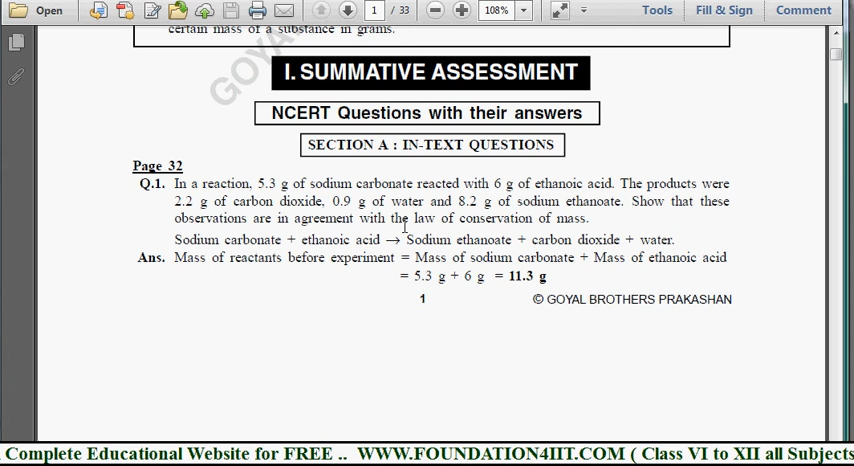 Open
1 / 33
108%
Tools
Fill & Sign
Comment
certain mass of a substance in grams.
GOYA
I. SUMMATIVE ASSESSMENT
NCERT Questions with their answers
SECTION A : IN-TEXT QUESTIONS
Page 32
Q.1. In a reaction, 5.3 g of sodium carbonate reacted with 6 g of ethanoic acid. The products were
2.2 g of carbon dioxide, 0.9 g of water and 8.2 g of sodium ethanoate. Show that these
observations are in agreement with the law of conservation of mass.
Sodium carbonate + ethanoic acid → Sodium ethanoate + carbon dioxide + water.
Ans. Mass of reactants before experiment = Mass of sodium carbonate + Mass of ethanoic acid
= 5.3 g + 6 g = 11.3 g
1
© GOYAL BROTHERS PRAKASHAN
Complete Educational Website for FREE .. WWW.FOUNDATION4IIT.COM ( Class VI to XII all Subjects